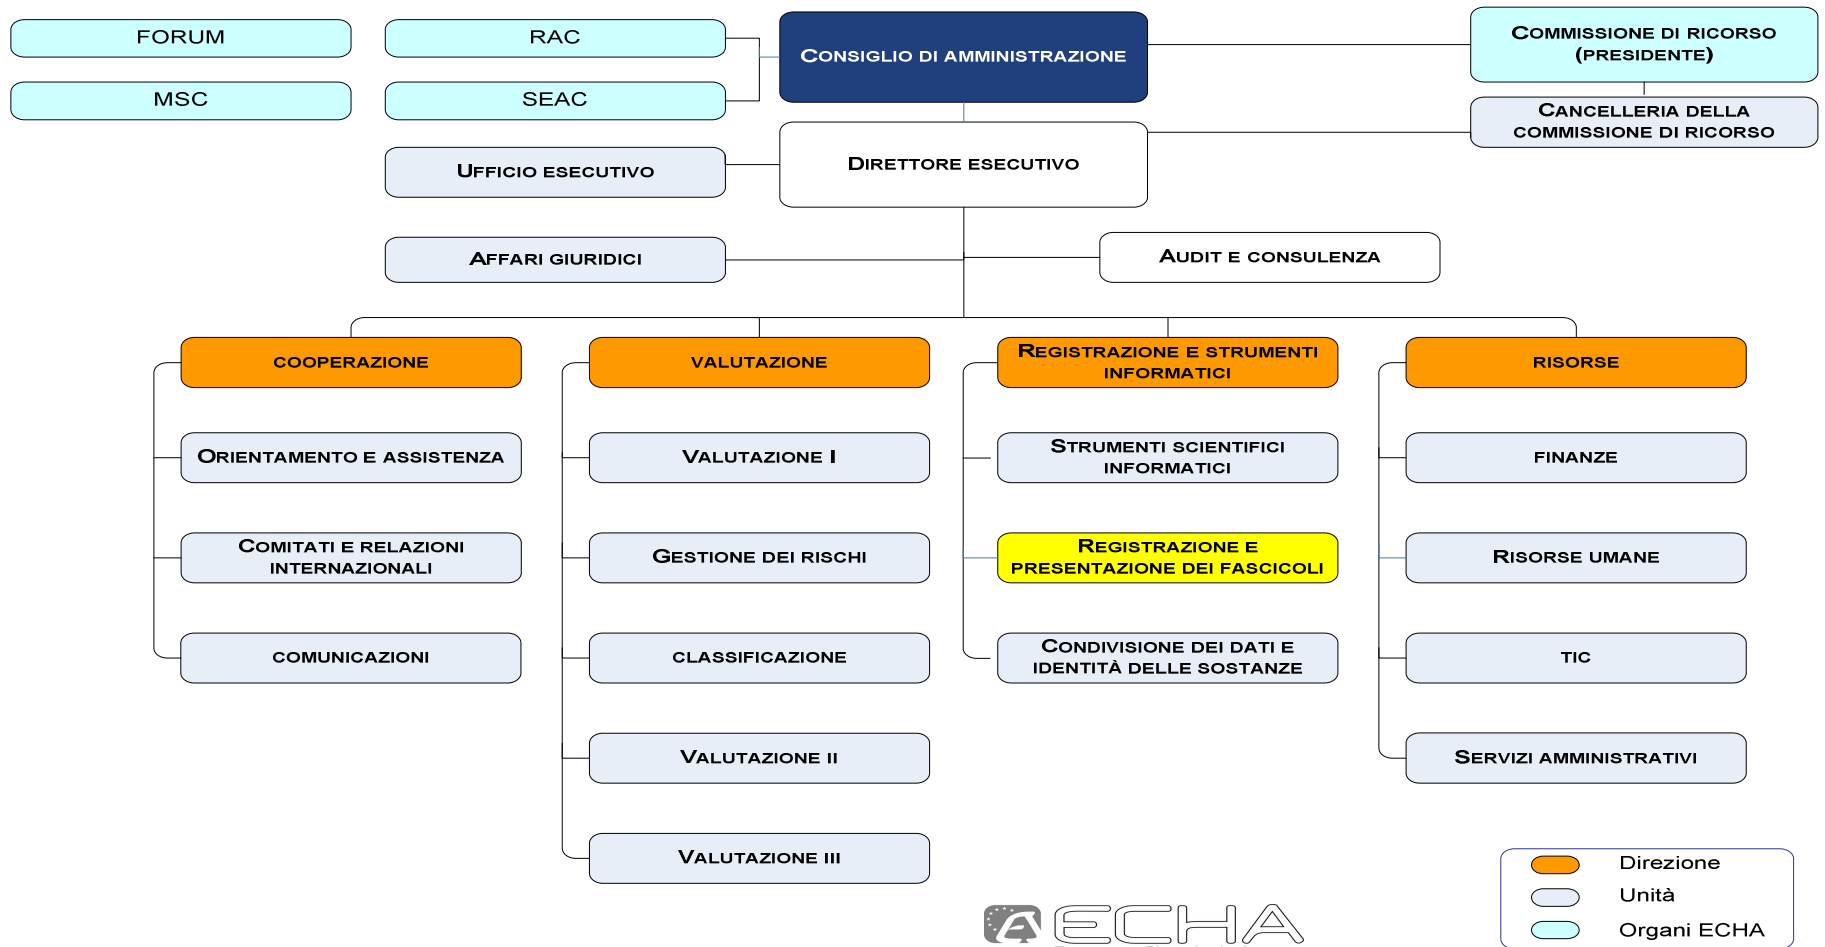 FORUM
RAC
CONSIGLIO DI AMMINISTRAZIONE
COMMISSIONE DI RICORSO
(PRESIDENTE)
MSC
SEAC
CANCELLERIA DELLA
COMMISSIONE DI RICORSO
UFFICIO ESECUTIVO
DIRETTORE ESECUTIVO
AFFARI GIURIDICI
AUDIT E CONSULENZA
COOPERAZIONE
VALUTAZIONE
REGISTRAZIONE E STRUMENTI
INFORMATICI
RISORSE
ORIENTAMENTO E ASSISTENZA
VALUTAZIONE I
STRUMENTI SCIENTIFICI
INFORMATICI
FINANZE
COMITATI E RELAZIONI
INTERNAZIONALI
GESTIONE DEI RISCHI
REGISTRAZIONE E
PRESENTAZIONE DEI FASCICOLI
RISORSE UMANE
COMUNICAZIONI
CLASSIFICAZIONE
CONDIVISIONE DEI DATI E
IDENTITÀ DELLE SOSTANZE
TIC
VALUTAZIONE II
SERVIZI AMMINISTRATIVI
VALUTAZIONE III
Direzione
Unità
Organi ECHA
ECHA